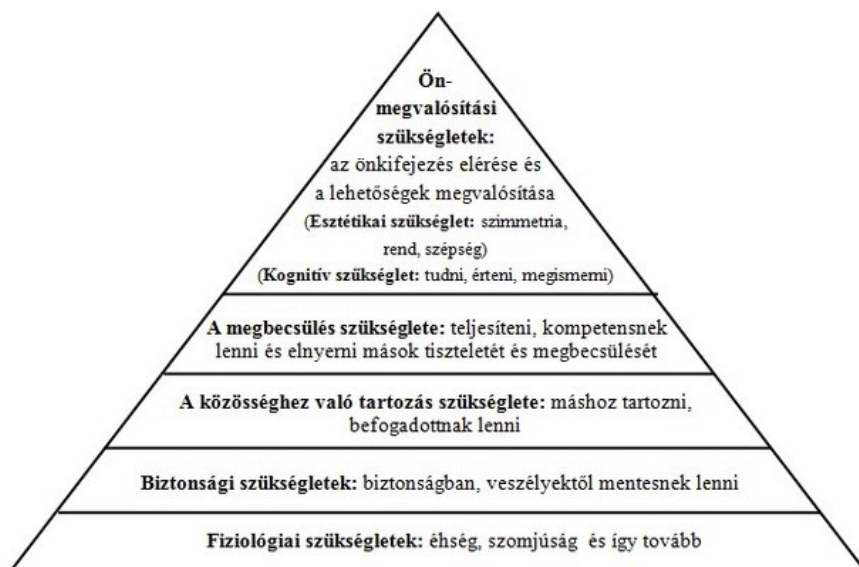 Ön-
megvalósítási
szükségletek:
az önkifejezés elérése és
a lehetőségek megvalósítása
(Esztétikai szükséglet: szimmetria,
rend, szépség)
(Kognitív szükséglet: tudni, érteni, megismerni)
A megbecsülés szükséglete: teljesíteni, kompetensnek
lenni és elnyerni mások tiszteletét és megbecsülését
A közösséghez való tartozás szükséglete: máshoz tartozni,
befogadottnak lenni
Biztonsági szükségletek: biztonságban, veszélyektől mentesnek lenni
Fiziológiai szükségletek: éhség, szomjúság és így tovább